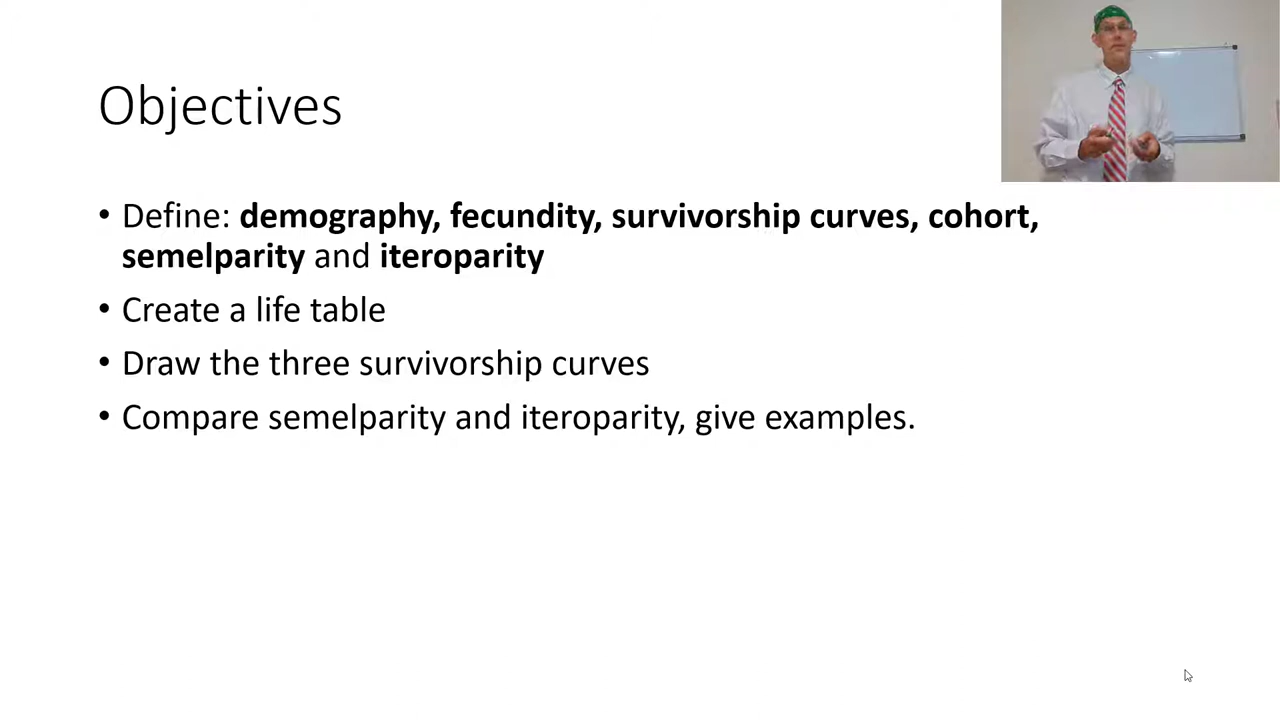 Objectives
• Define: demography, fecundity, survivorship curves, cohort,
semelparity and iteroparity
• Create a life table
• Draw the three survivorship curves
• Compare semelparity and iteroparity, give examples.